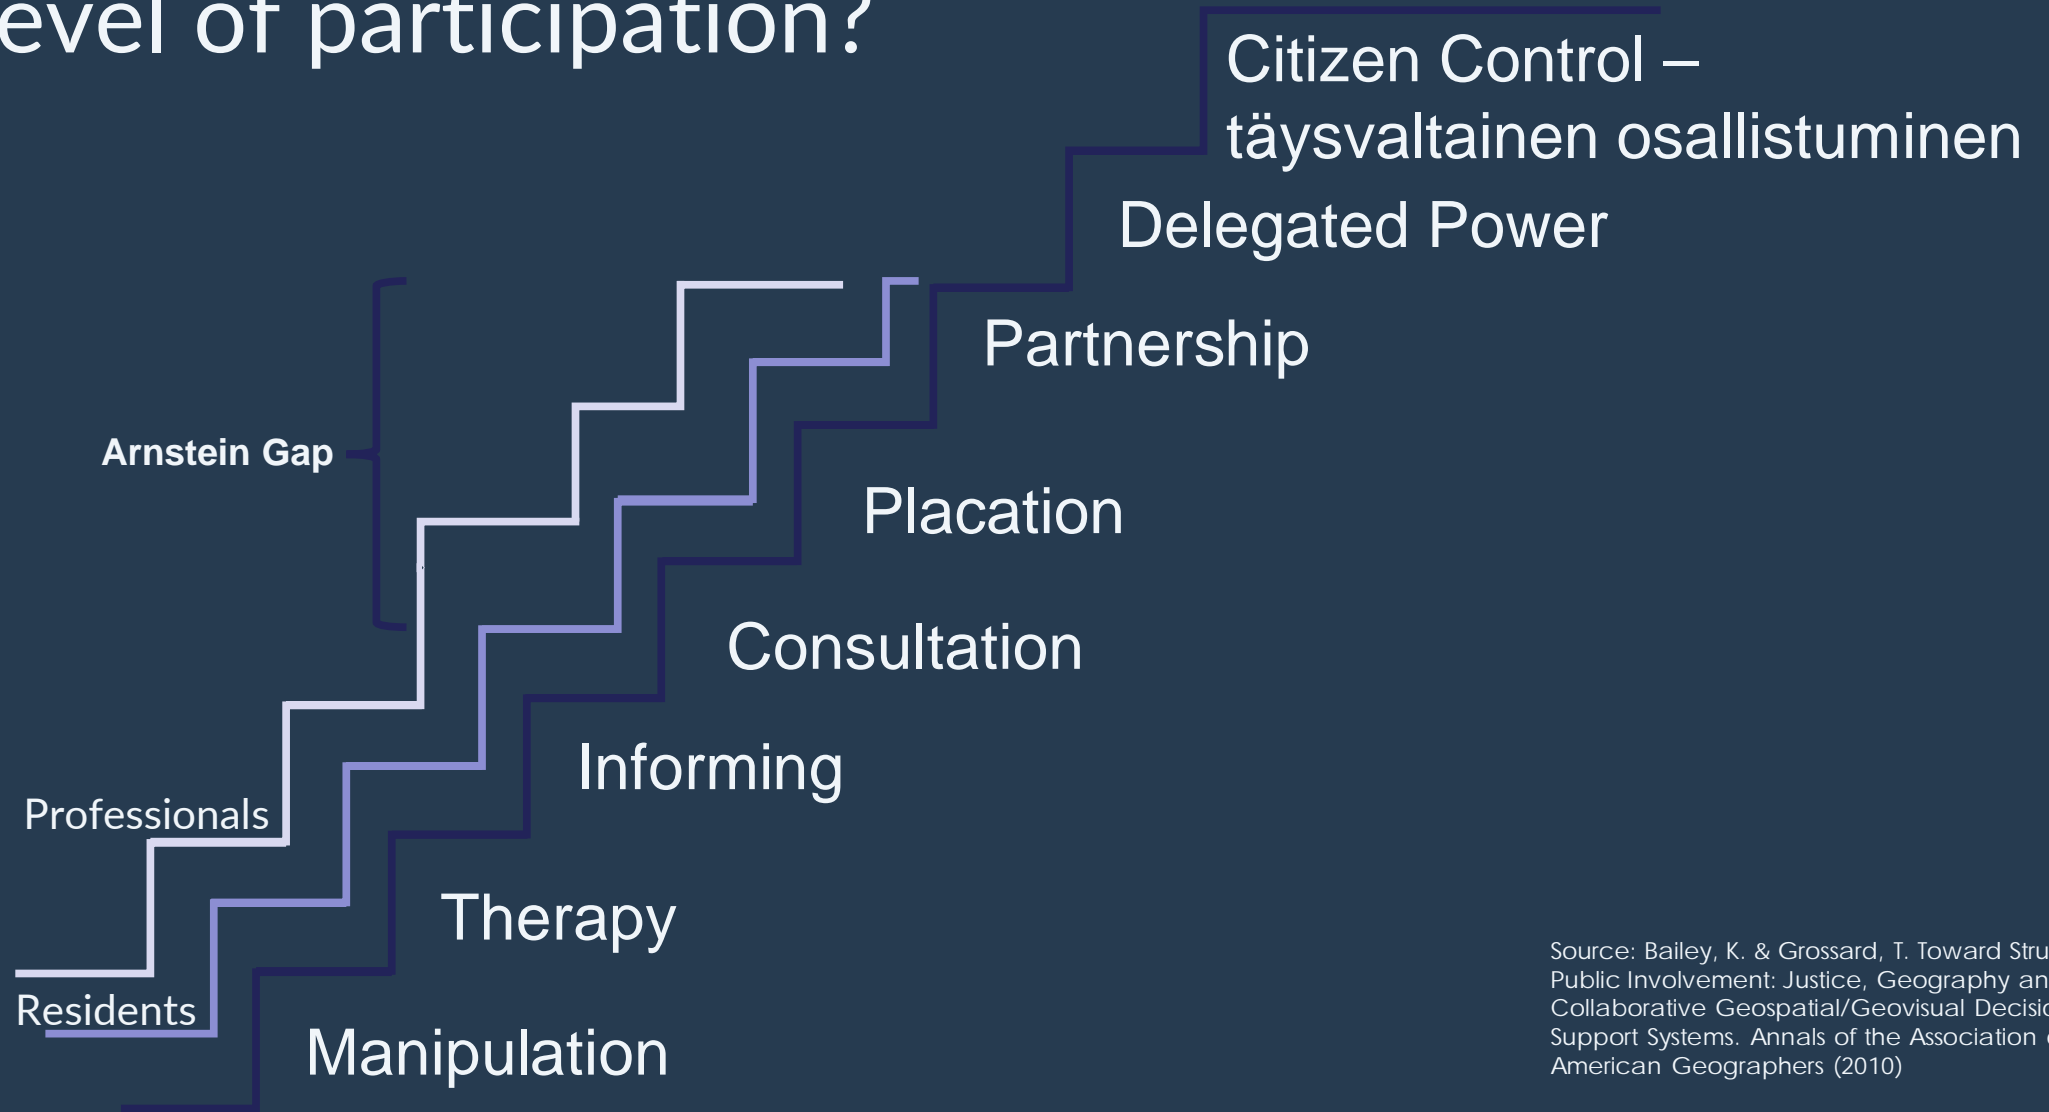 evel of participation?
Citizen Control –
täysvaltainen osallistuminen
Delegated Power
Partnership
Arnstein Gap
Placation
Consultation
Informing
Professionals
Therapy
Residents
Manipulation
Source: Bailey, K. & Grossard, T. Toward Stru
Public Involvement: Justice, Geography an
Collaborative Geospatial/Geovisual Decisio
Support Systems. Annals of the Association o
American Geographers (2010)